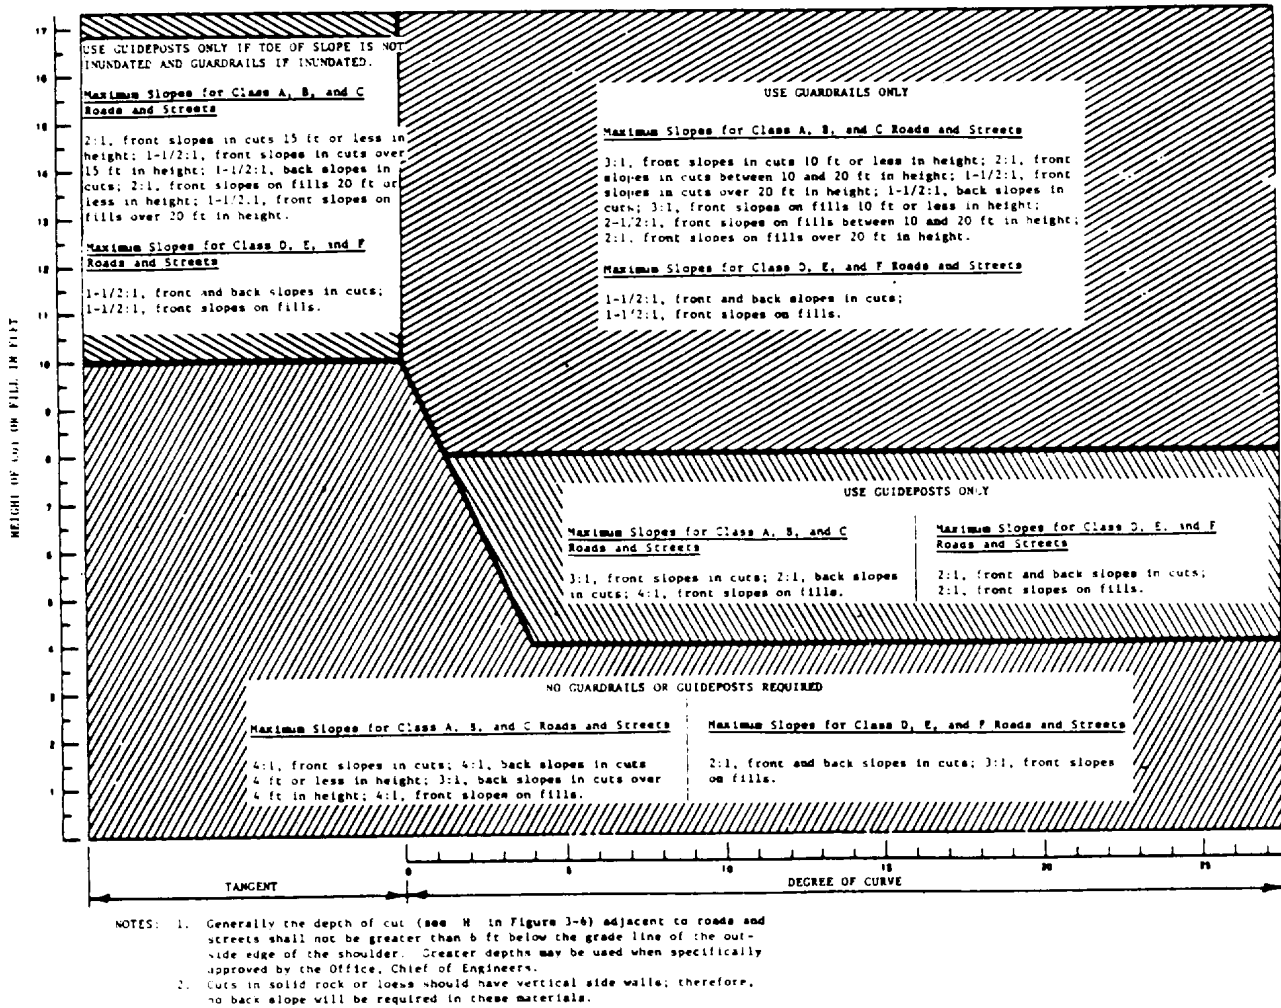 17
16
15
14
13
12
11
10
9
8
7
6
5
4
3
2
1
HEIGHT OF CUT OR FILL IN FEET
USE GUIDEPOSTS ONLY IF TOE OF SLOPE IS NOT
INUNDATED AND GUARDRAILS IF INUNDATED.
Maximum Slopes for Class A, B, and C
Roads and Streets
2:1, front slopes in cuts 15 ft or less in
height; 1-1/2:1, front slopes in cuts over
15 ft in height; 1-1/2:1, back slopes in
cuts; 2:1, front slopes on fills 20 ft or
less in height; 1-1/2:1, front slopes on
fills over 20 ft in height.
Maximum Slopes for Class D, E, and F
Roads and Streets
1-1/2:1, front and back slopes in cuts;
1-1/2:1, front slopes on fills.
USE GUARDRAILS ONLY
Maximum Slopes for Class A, B, and C Roads and Streets
3:1, front slopes in cuts 10 ft or less in height; 2:1, front
slopes in cuts between 10 and 20 ft in height; 1-1/2:1, front
slopes in cuts over 20 ft in height; 1-1/2:1, back slopes in
cuts; 3:1, front slopes on fills 10 ft or less in height;
2-1/2:1, front slopes on fills between 10 and 20 ft in height;
2:1, front slopes on fills over 20 ft in height.
Maximum Slopes for Class D, E, and F Roads and Streets
1-1/2:1, front and back slopes in cuts;
1-1/2:1, front slopes on fills.
USE GUIDEPOSTS ONLY
Maximum Slopes for Class A, B, and C
Roads and Streets
3:1, front slopes in cuts; 2:1, back slopes
in cuts; 4:1, front slopes on fills.
Maximum Slopes for Class D, E, and F
Roads and Streets
2:1, front and back slopes in cuts;
2:1, front slopes on fills.
NO GUARDRAILS OR GUIDEPOSTS REQUIRED
Maximum Slopes for Class A, B, and C Roads and Streets
4:1, front slopes in cuts; 4:1, back slopes in cuts
4 ft or less in height; 3:1, back slopes in cuts over
4 ft in height; 4:1, front slopes on fills.
Maximum Slopes for Class D, E, and F Roads and Streets
2:1, front and back slopes in cuts; 3:1, front slopes
on fills.
0 5 10 15 20 25
TANGENT
DEGREE OF CURVE
NOTES: 1. Generally the depth of cut (see H in Figure 3-6) adjacent to roads and
streets shall not be greater than 6 ft below the grade line of the out-
side edge of the shoulder. Greater depths may be used when specifically
approved by the Office, Chief of Engineers.
2. Cuts in solid rock or loess should have vertical side walls; therefore,
no back slope will be required in these materials.